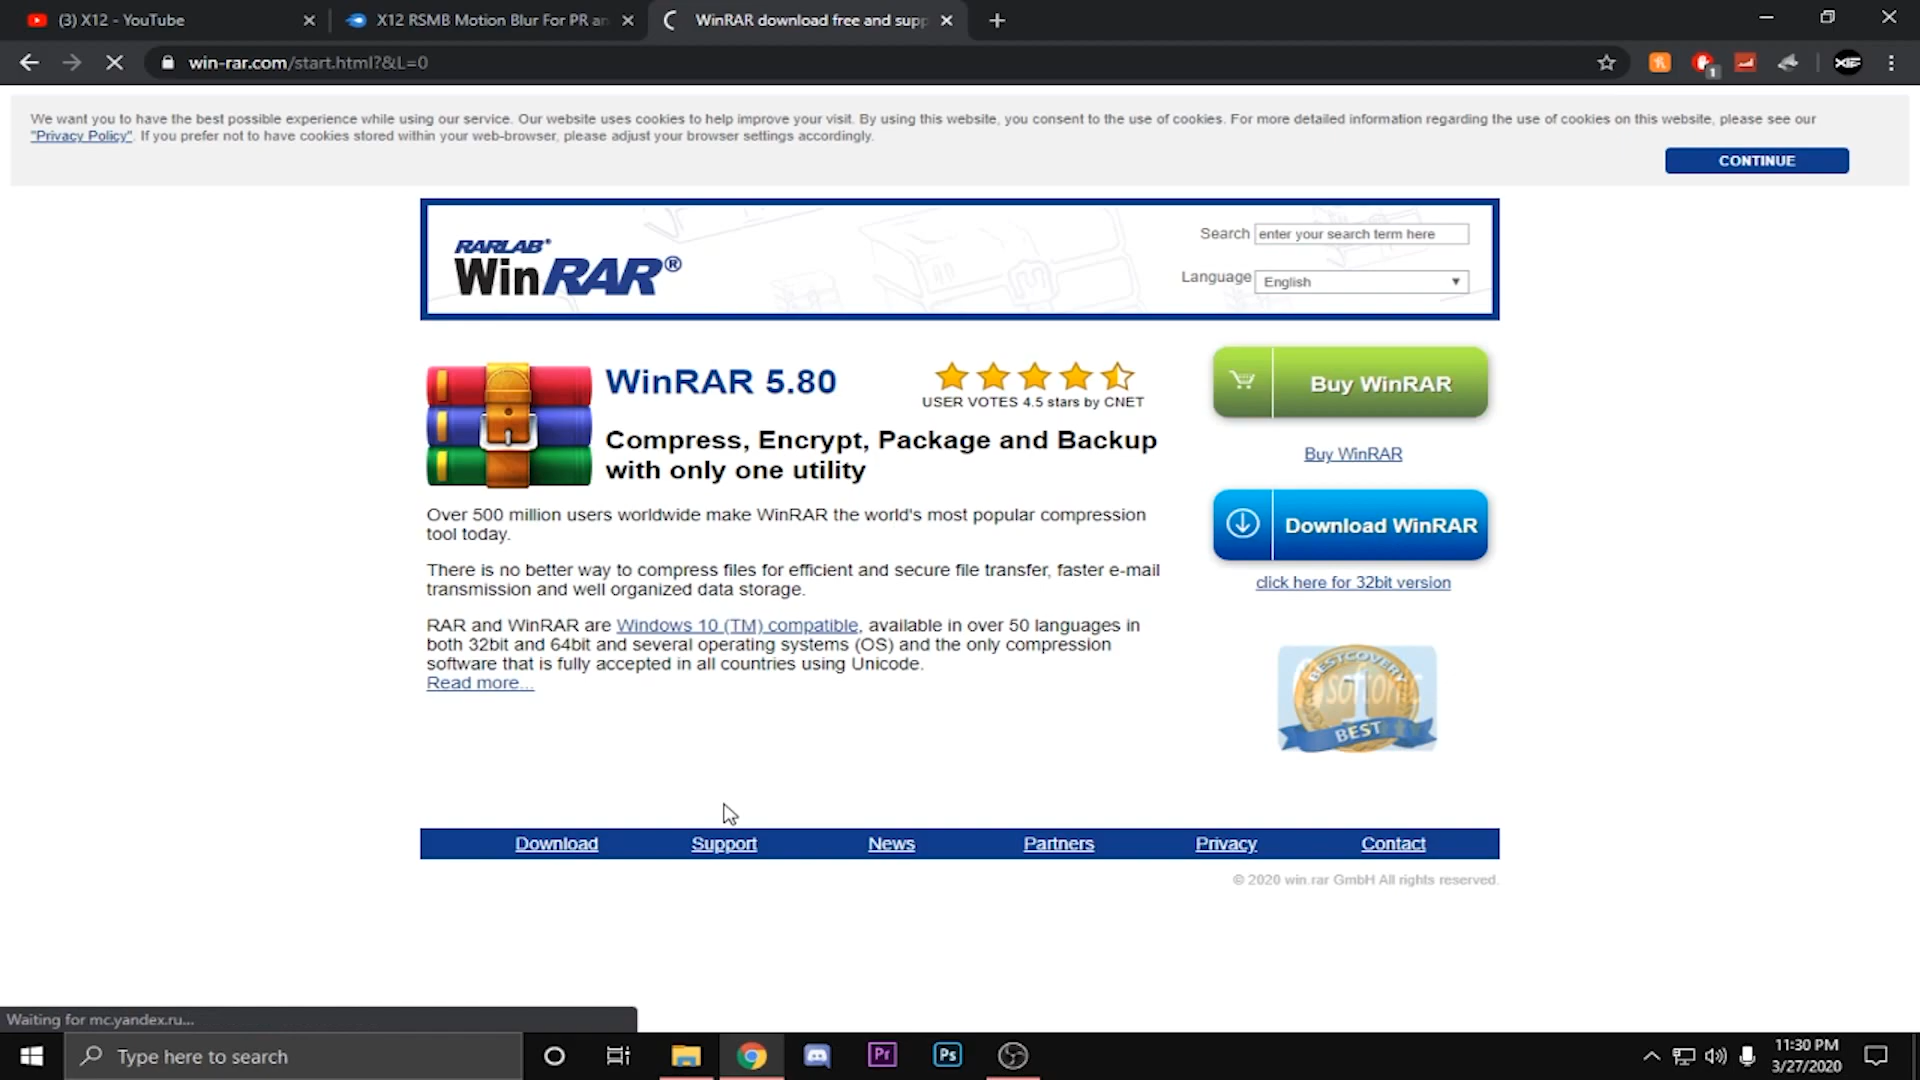 (3) X12 - YouTube
X12 RSMB Motion Blur For PR an
WinRAR download free and supp
win-rar.com/start.html?&L=0
1
We want you to have the best possible experience while using our service. Our website uses cookies to help improve your visit. By using this website, you consent to the use of cookies. For more detailed information regarding the use of cookies on this website, please see our
"Privacy Policy". If you prefer not to have cookies stored within your web-browser, please adjust your browser settings accordingly.
CONTINUE
RARLAB®
WinRAR®
Search enter your search term here
Language English
WinRAR 5.80
USER VOTES 4.5 stars by CNET
Compress, Encrypt, Package and Backup
with only one utility
Over 500 million users worldwide make WinRAR the world's most popular compression
tool today.
There is no better way to compress files for efficient and secure file transfer, faster e-mail
transmission and well organized data storage.
RAR and WinRAR are Windows 10 (TM) compatible, available in over 50 languages in
both 32bit and 64bit and several operating systems (OS) and the only compression
software that is fully accepted in all countries using Unicode.
Read more...
Buy WinRAR
Buy WinRAR
Download WinRAR
click here for 32bit version
BESTCOVERY
1
BEST
Download
Support
News
Partners
Privacy
Contact
© 2020 win.rar GmbH All rights reserved.
Waiting for mc.yandex.ru...
Type here to search
Pr
Ps
11:30 PM
3/27/2020